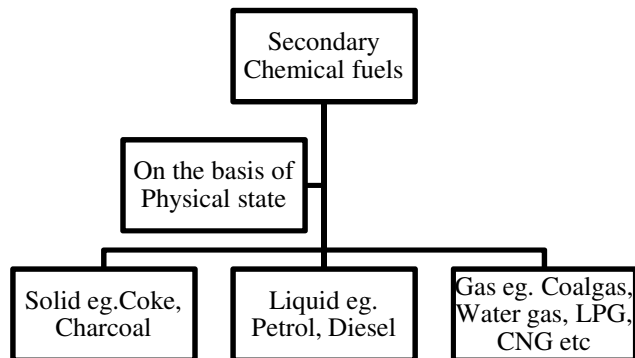 Secondary
Chemical fuels
On the basis of
Physical state
Solid eg.Coke,
Charcoal
Liquid eg.
Petrol, Diesel
Gas eg. Coalgas,
Water gas, LPG,
CNG etc